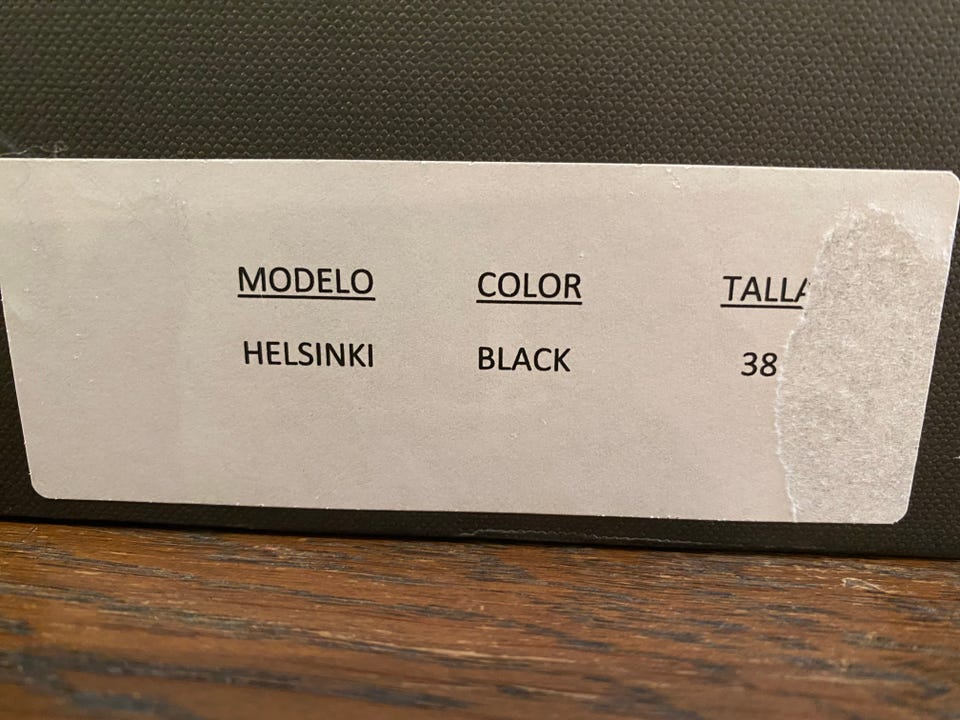 MODELO COLOR TALLA
HELSINKI BLACK 38